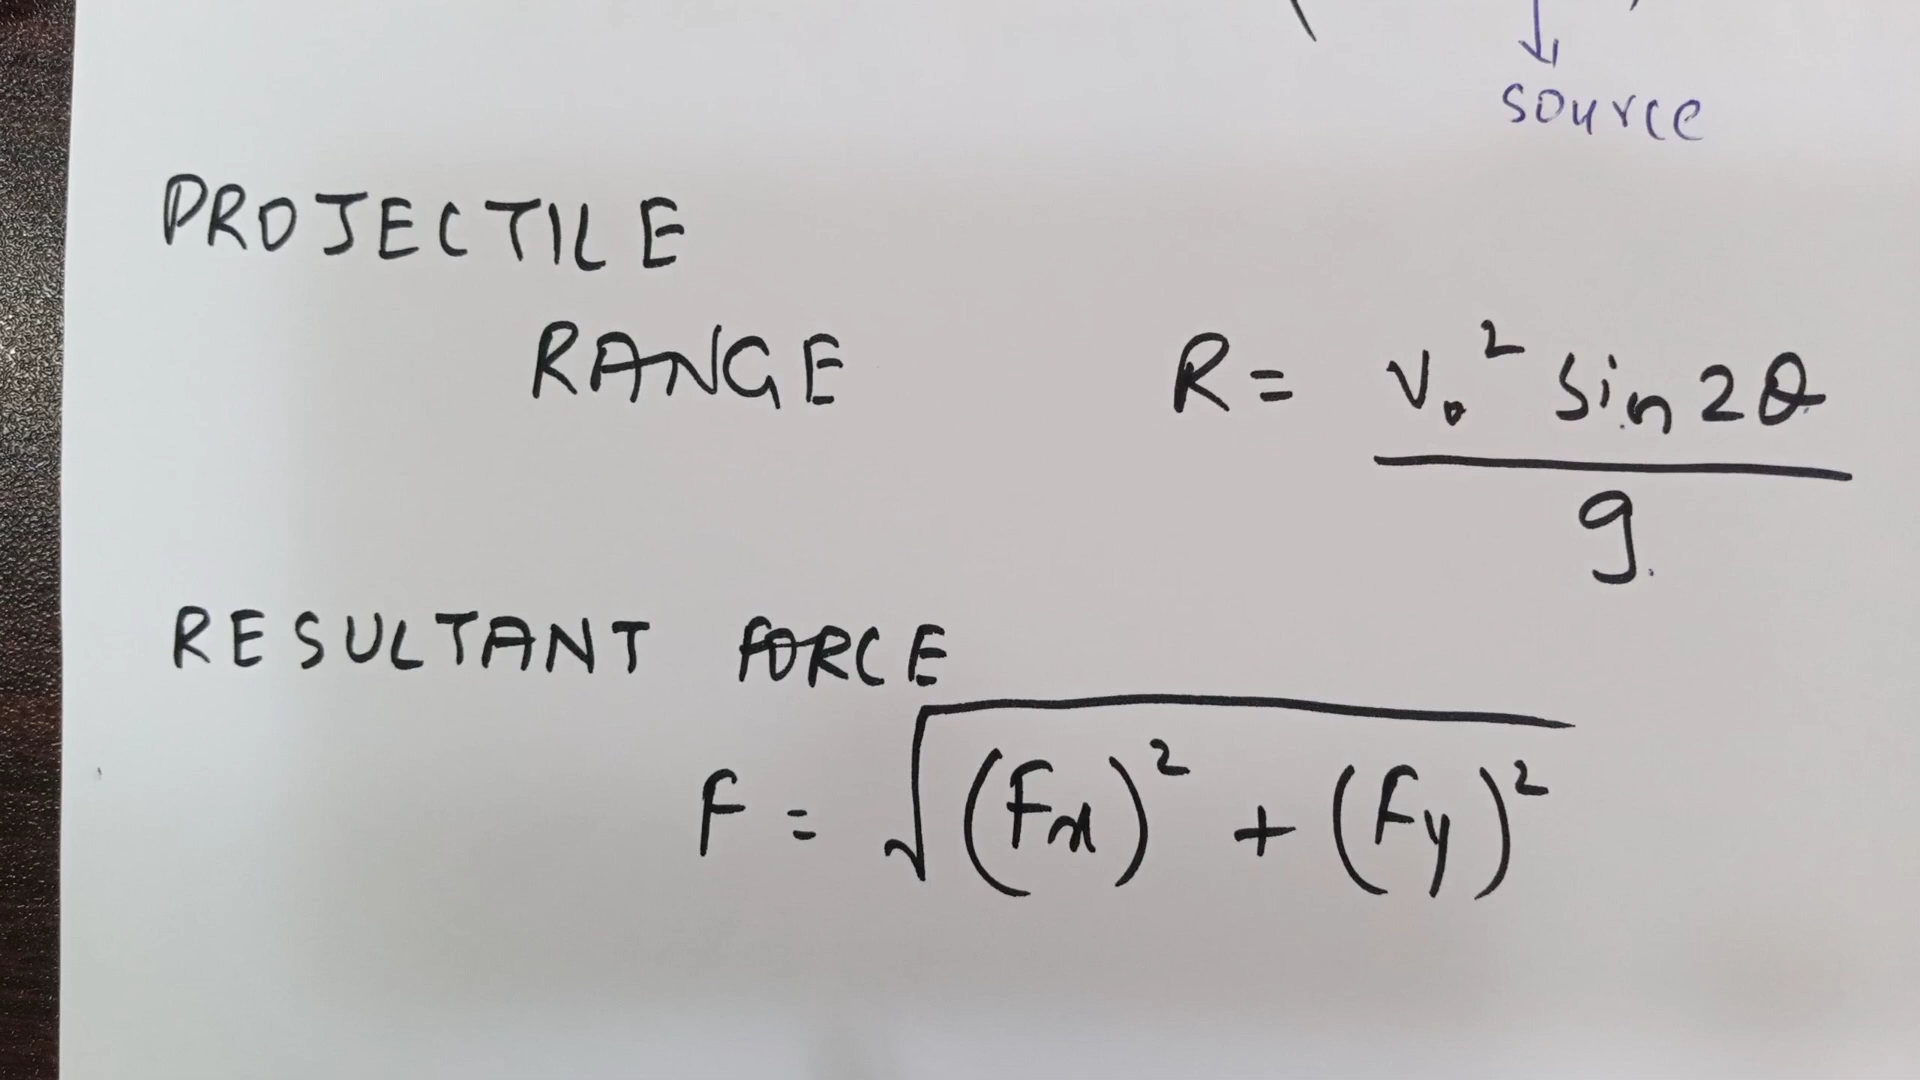 source
PROJECTILE
RANGE
R = v₀² sin 2θ / g
RESULTANT FORCE
F = √((Fx)² + (Fy)²)